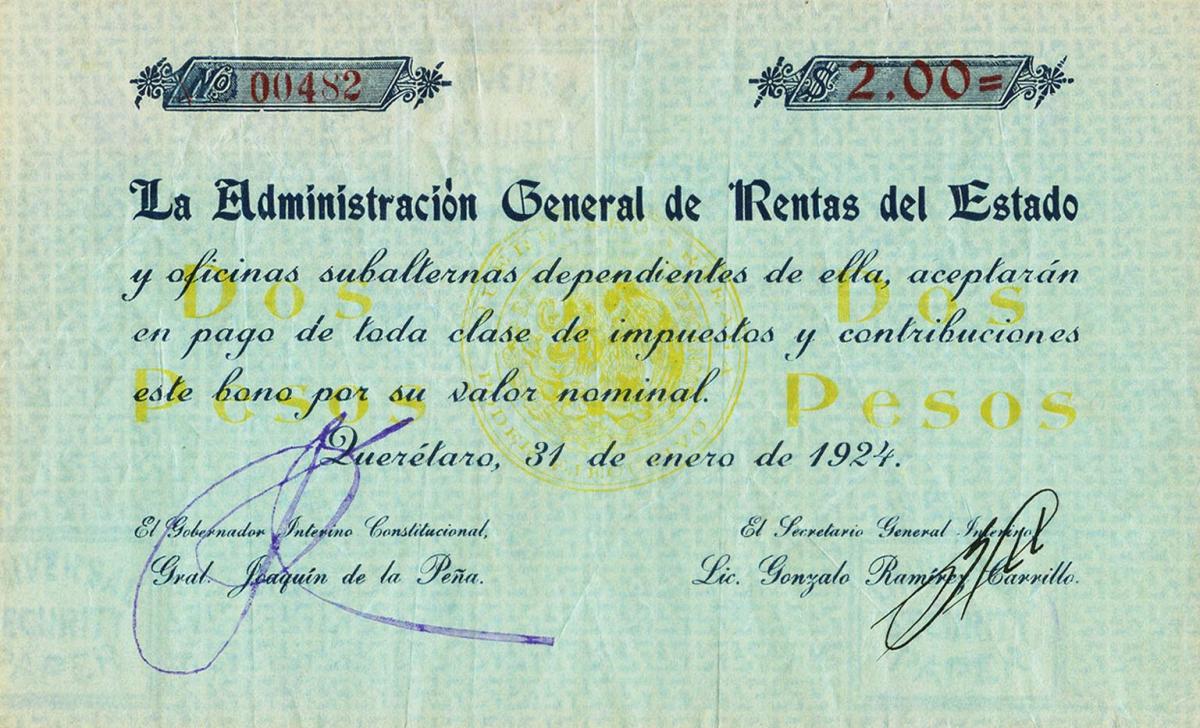 Nº 00482
$ 2.00=
La Administración General de Rentas del Estado
y oficinas subalternas dependientes de ella, aceptarán
en pago de toda clase de impuestos y contribuciones
este bono por su valor nominal.
Dos Dos
Pesos Pesos
Querétaro, 31 de enero de 1924.
El Gobernador Interino Constitucional,
Gral. Joaquín de la Peña.
El Secretario General Interino
Lic. Gonzalo Ramírez Carrillo.